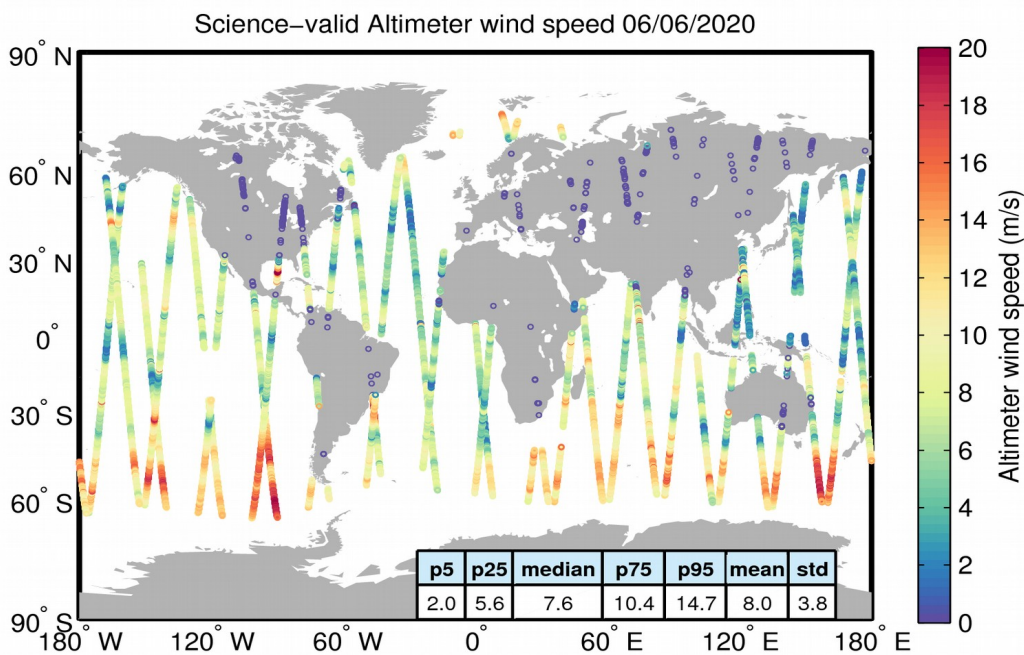 Science−valid Altimeter wind speed 06/06/2020
90° N
60° N
30° N
0°
30° S
60° S
90° S
180° W 120° W 60° W 0° 60° E 120° E 180° E
p5 p25 median p75 p95 mean std
2.0 5.6 7.6 10.4 14.7 8.0 3.8
20
18
16
14
12
10
8
6
4
2
0
Altimeter wind speed (m/s)